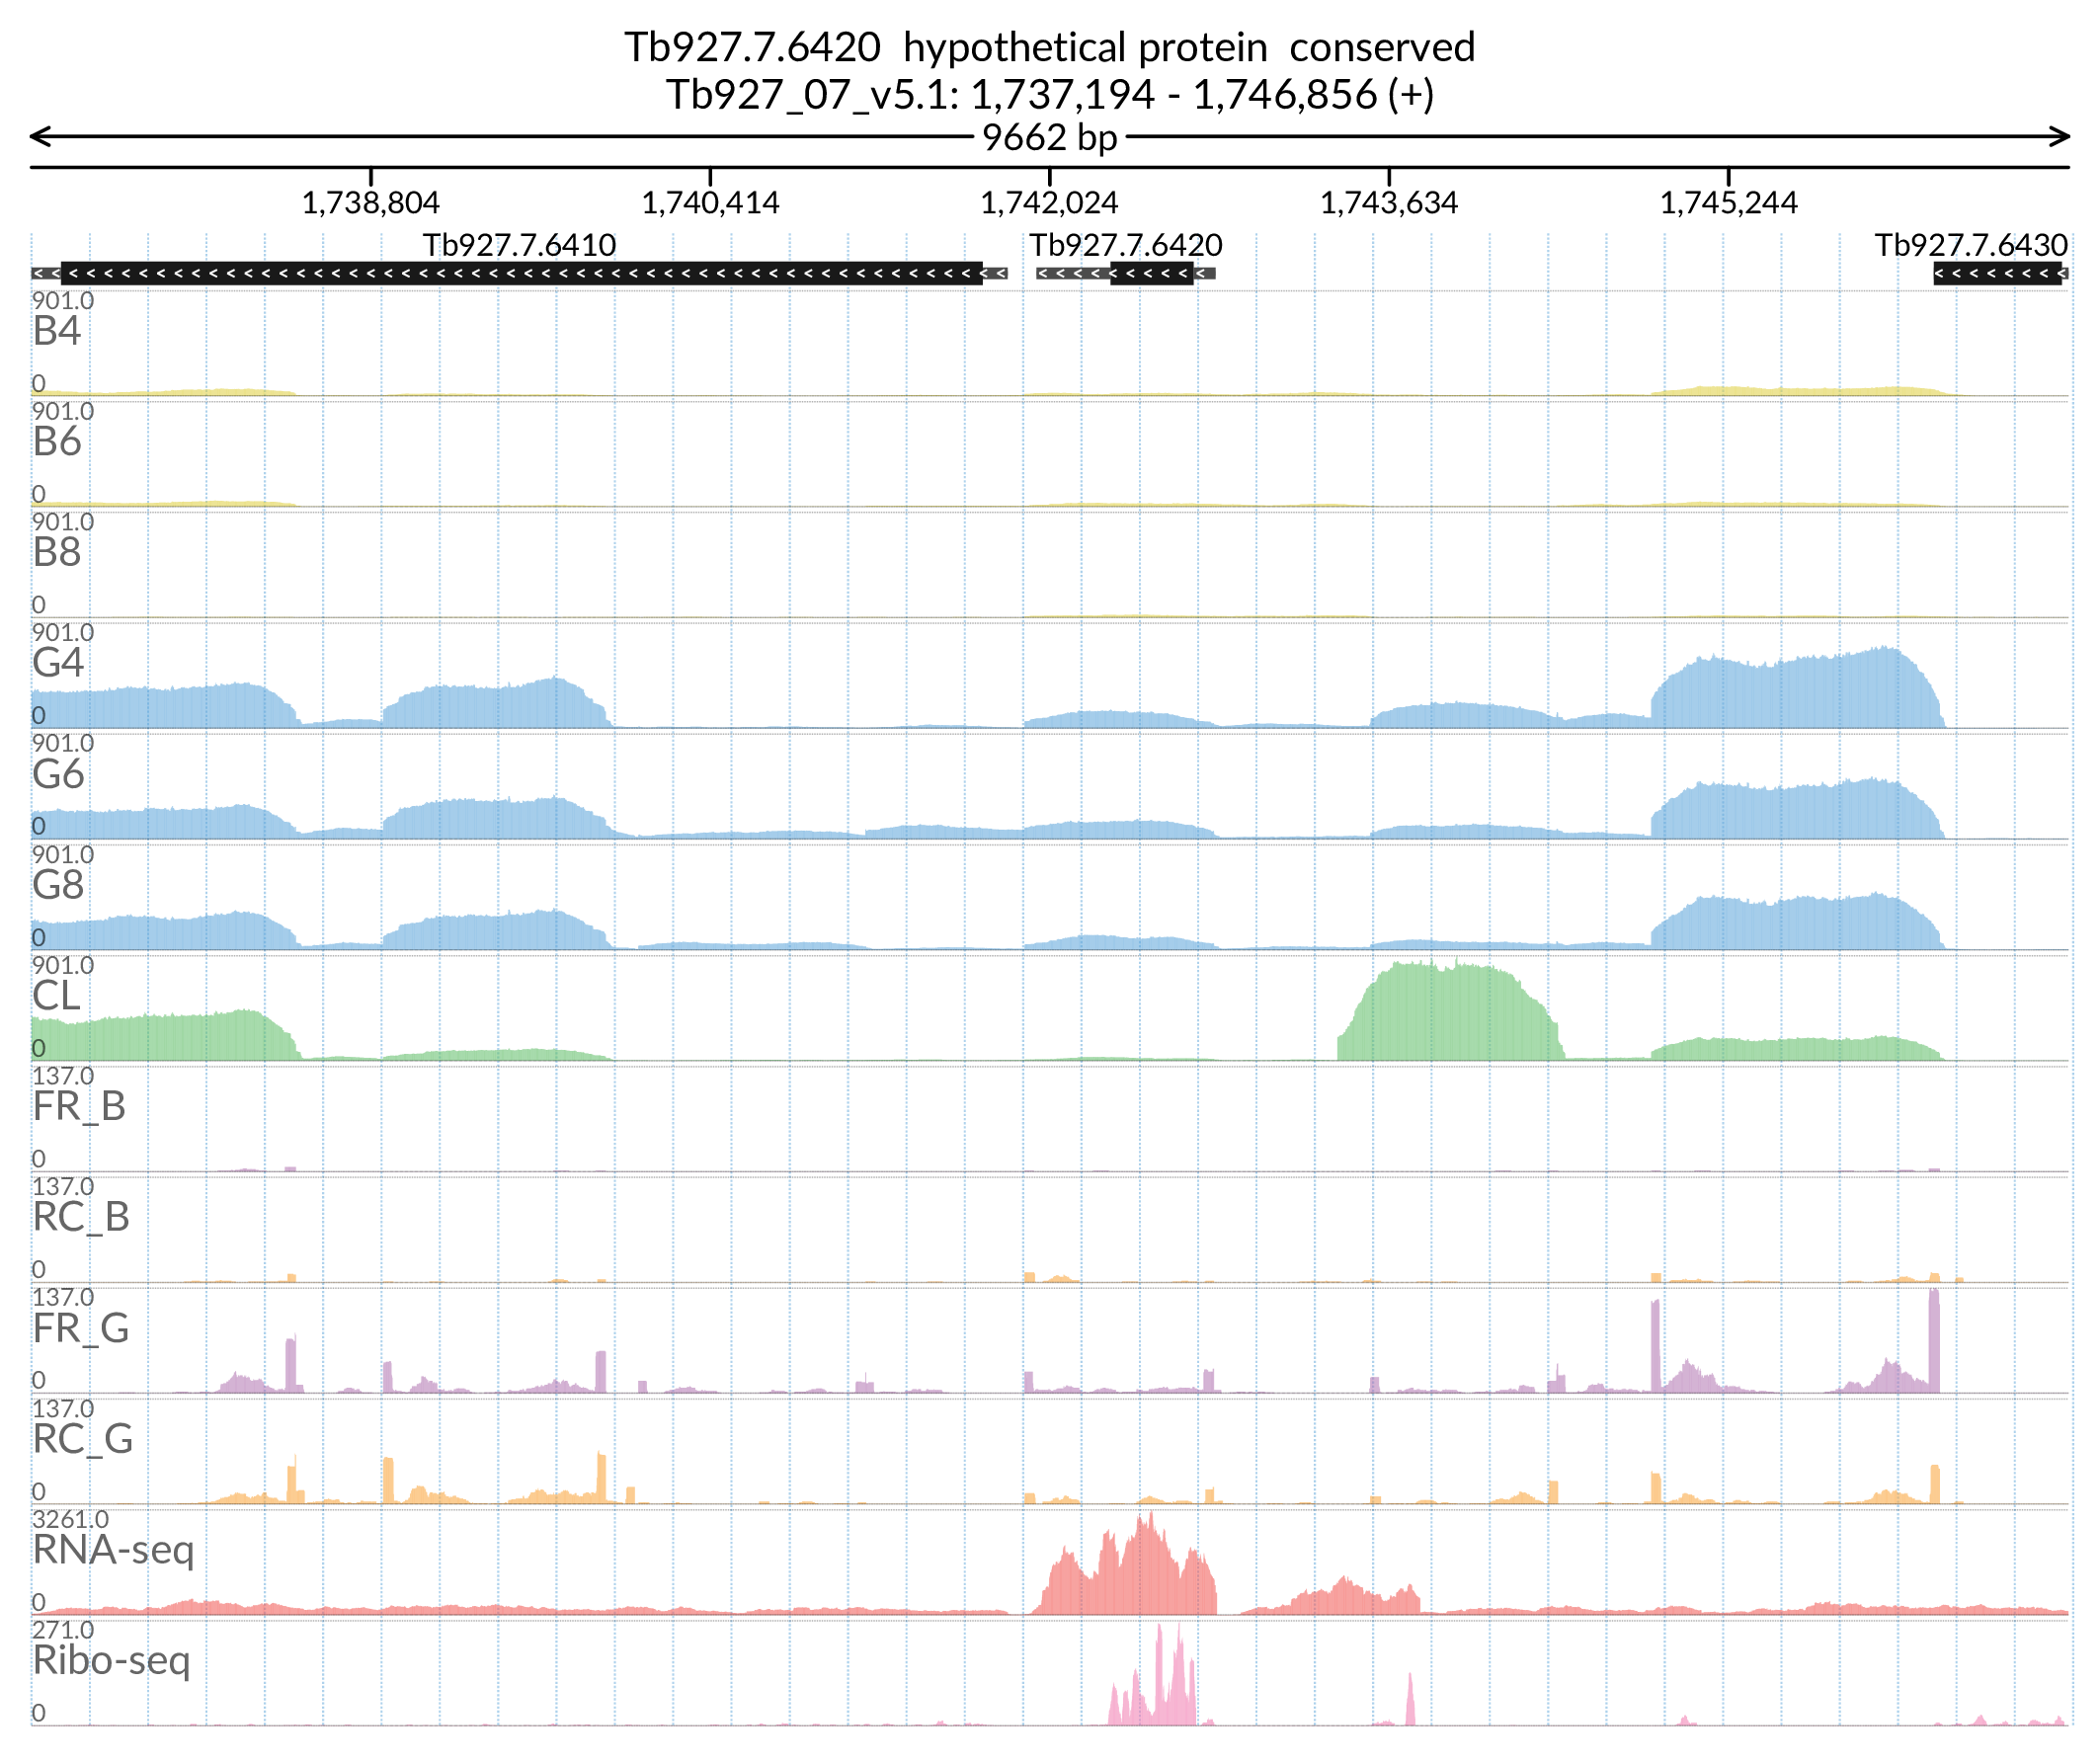 Tb927.7.6420  hypothetical protein  conserved
Tb927_07_v5.1: 1,737,194 - 1,746,856 (+)
9662 bp
1,738,804 1,740,414 1,742,024 1,743,634 1,745,244
Tb927.7.6410 Tb927.7.6420 Tb927.7.6430
901.0
B4
0
901.0
B6
0
901.0
B8
0
901.0
G4
0
901.0
G6
0
901.0
G8
0
901.0
CL
0
137.0
FR_B
0
137.0
RC_B
0
137.0
FR_G
0
137.0
RC_G
0
3261.0
RNA-seq
0
271.0
Ribo-seq
0